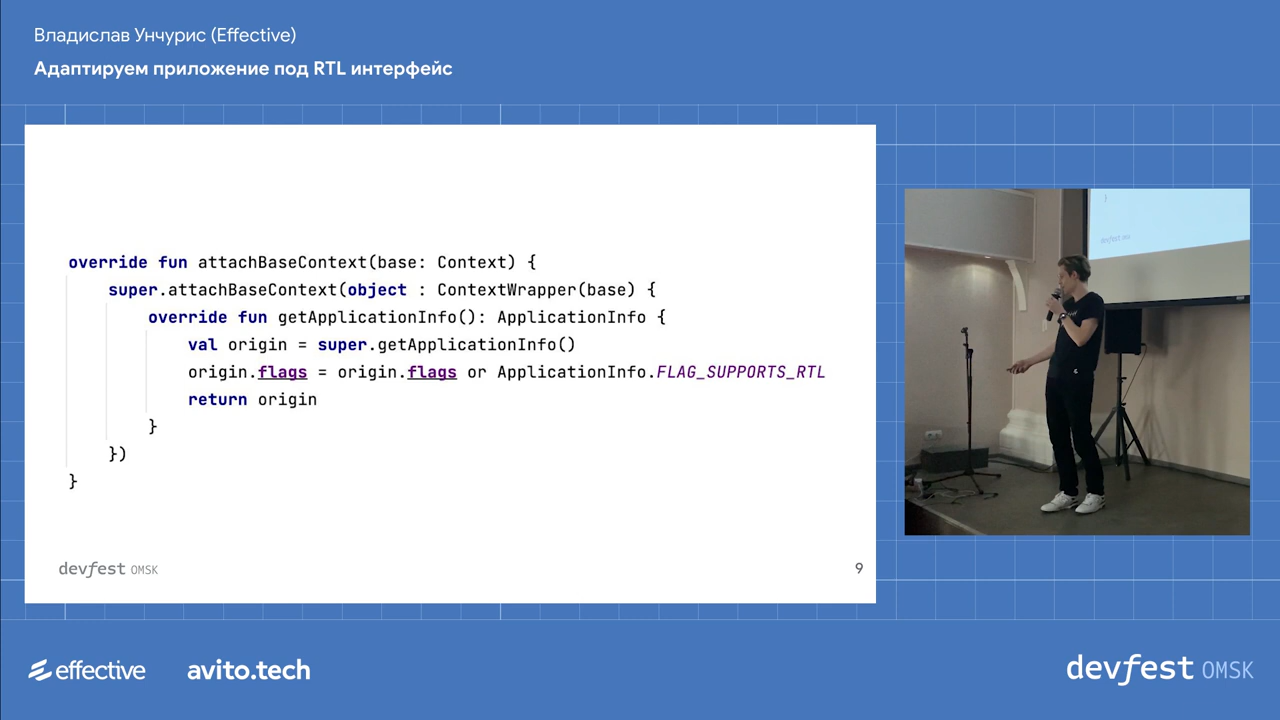 Владислав Унчурис (Effective)
Адаптируем приложение под RTL интерфейс
override fun attachBaseContext(base: Context) {
super.attachBaseContext(object : ContextWrapper(base) {
override fun getApplicationInfo(): ApplicationInfo {
val origin = super.getApplicationInfo()
origin.flags = origin.flags or ApplicationInfo.FLAG_SUPPORTS_RTL
return origin
}
})
}
devfest OMSK
9
effective
avito.tech
devfest OMSK